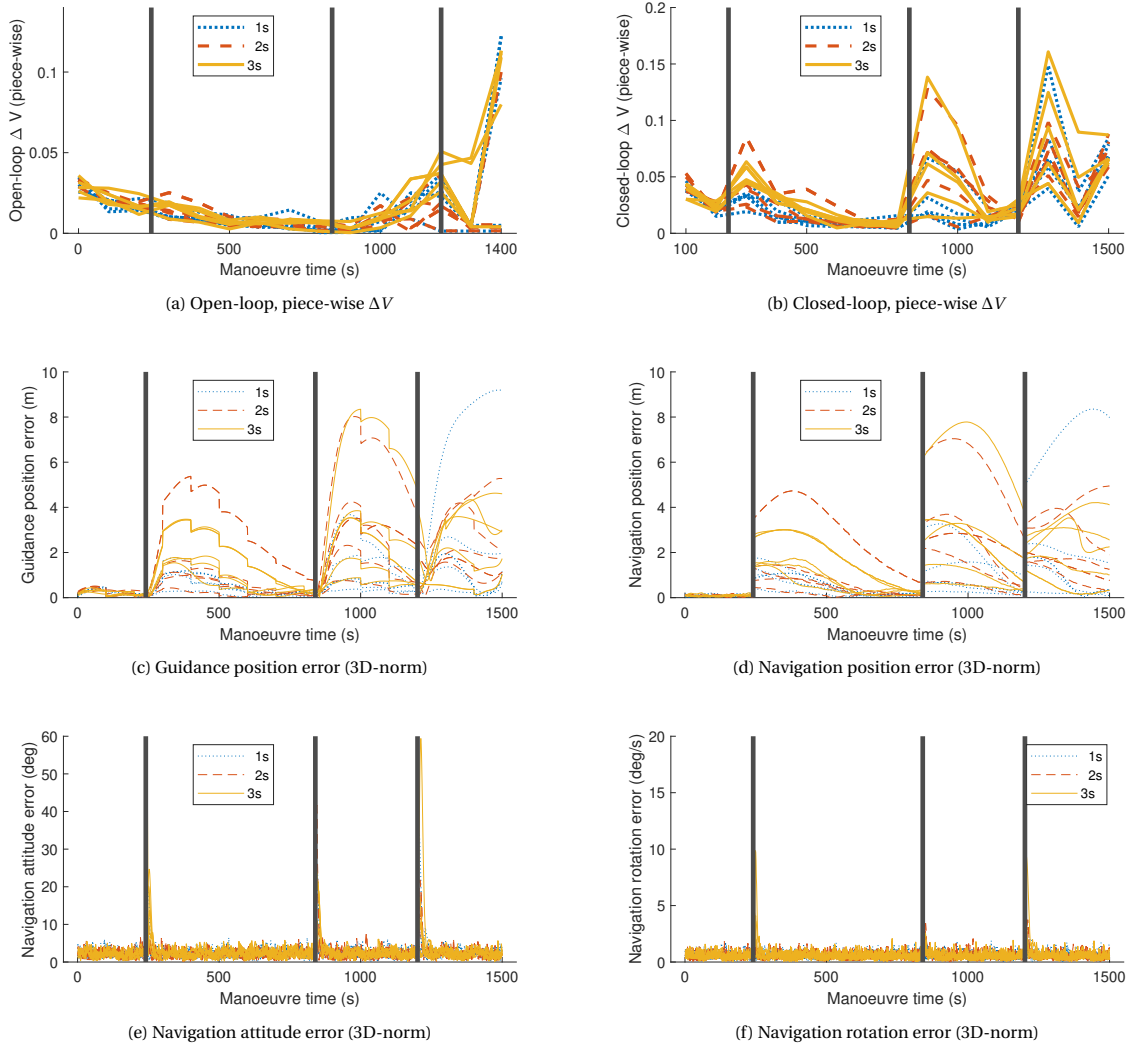 Open-loop Δ V (piece-wise)
0.1
0.05
0
1s
2s
3s
0
500
1000
1400
Manoeuvre time (s)
(a) Open-loop, piece-wise ΔV
Closed-loop Δ V (piece-wise)
0.2
0.15
0.1
0.05
0
1s
2s
3s
100
500
1000
1500
Manoeuvre time (s)
(b) Closed-loop, piece-wise ΔV
Guidance position error (m)
10
8
6
4
2
0
1s
2s
3s
0
500
1000
1500
Manoeuvre time (s)
(c) Guidance position error (3D-norm)
Navigation position error (m)
10
8
6
4
2
0
1s
2s
3s
0
500
1000
1500
Manoeuvre time (s)
(d) Navigation position error (3D-norm)
Navigation attitude error (deg)
60
50
40
30
20
10
0
1s
2s
3s
0
500
1000
1500
Manoeuvre time (s)
(e) Navigation attitude error (3D-norm)
Navigation rotation error (deg/s)
20
15
10
5
0
1s
2s
3s
0
500
1000
1500
Manoeuvre time (s)
(f) Navigation rotation error (3D-norm)